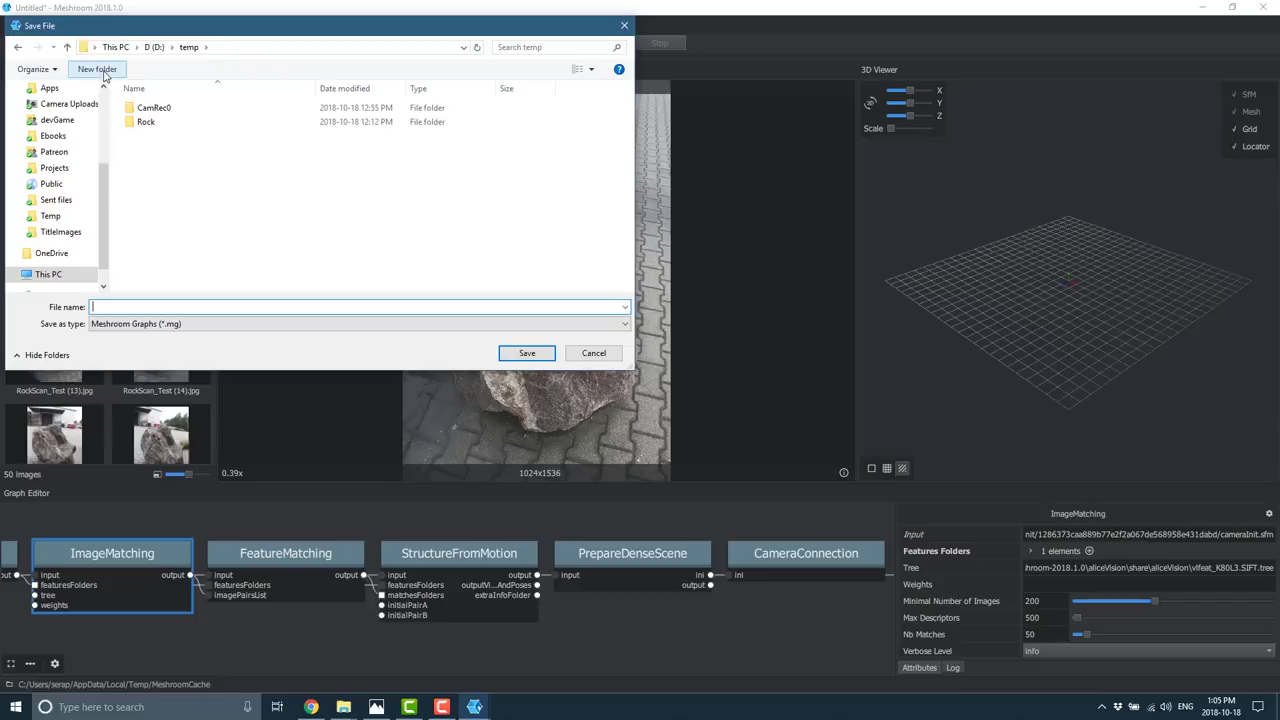 Untitled* - Meshroom 2018.1.0
Save File
This PC > D (D:) > temp >
Search temp
Organize
New folder
Stop
3D Viewer
Apps
Camera Uploads
devGame
Ebooks
Patreon
Projects
Public
Sent files
Temp
TitleImages
OneDrive
This PC
Name
Date modified
Type
Size
CamRec0
2018-10-18 12:55 PM
File folder
Rock
2018-10-18 12:12 PM
File folder
File name:
Save as type:
Meshroom Graphs (*.mg)
Hide Folders
Save
Cancel
X
Y
Z
Scale
3D
SfM
Mesh
Grid
Locator
RockScan_Test (13).jpg
RockScan_Test (14).jpg
50 images
0.39x
1024x1536
Graph Editor
ImageMatching
input
output
featuresFolders
tree
weights
FeatureMatching
input
output
featuresFolders
imagePairsList
StructureFromMotion
input
output
featuresFolders
outputVi...AndPoses
matchesFolders
extraInfoFolder
initialPairA
initialPairB
PrepareDenseScene
input
ini
output
CameraConnection
ini
ImageMatching
Input
nit/1286373caa889b77e2f2a067de568958e431dabd/cameraInit.sfm
Features Folders
1 elements
Tree
hroom-2018.1.0\aliceVision\share\aliceVision\vlfeat_K80L3.SIFT.tree
Weights
Minimal Number of Images
200
Max Descriptors
500
Nb Matches
50
Verbose Level
info
Attributes
Log
C:/Users/serap/AppData/Local/Temp/MeshroomCache
Type here to search
ENG
1:05 PM
2018-10-18